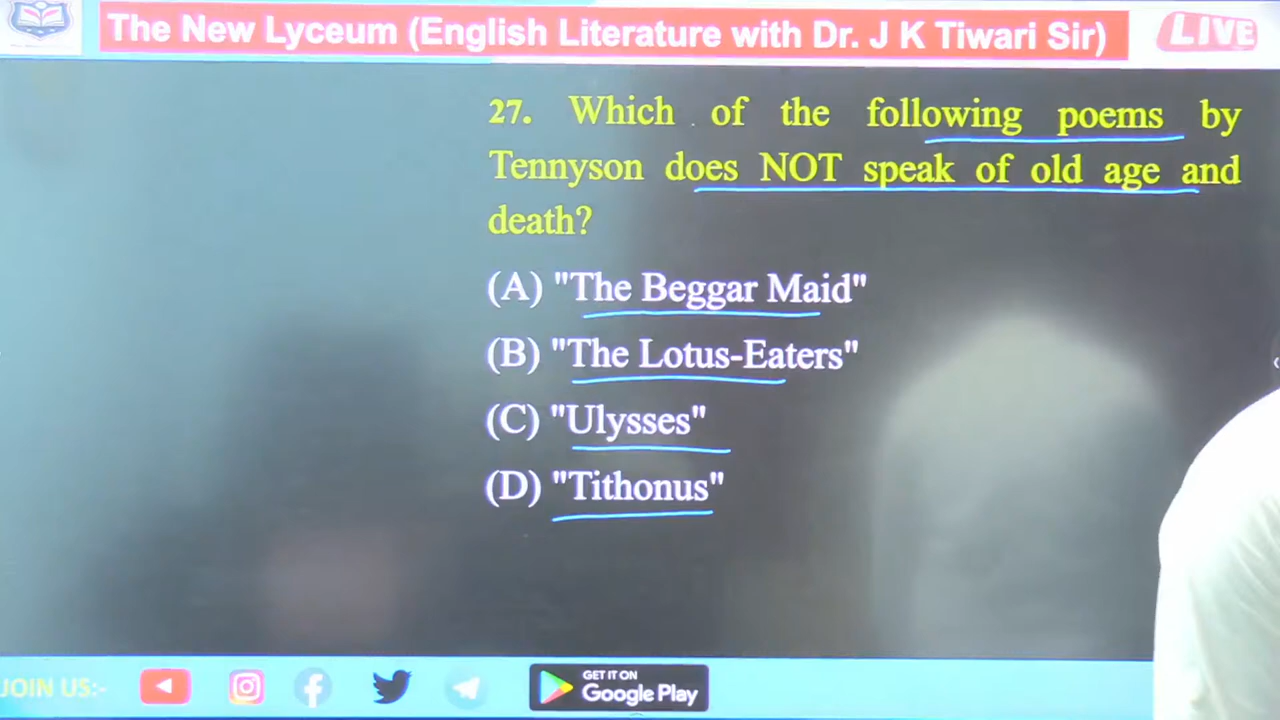 The New Lyceum (English Literature with Dr. J K Tiwari Sir)
LIVE
27. Which of the following poems by
Tennyson does NOT speak of old age and
death?
(A) "The Beggar Maid"
(B) "The Lotus-Eaters"
(C) "Ulysses"
(D) "Tithonus"
JOIN US:-
GET IT ON
Google Play